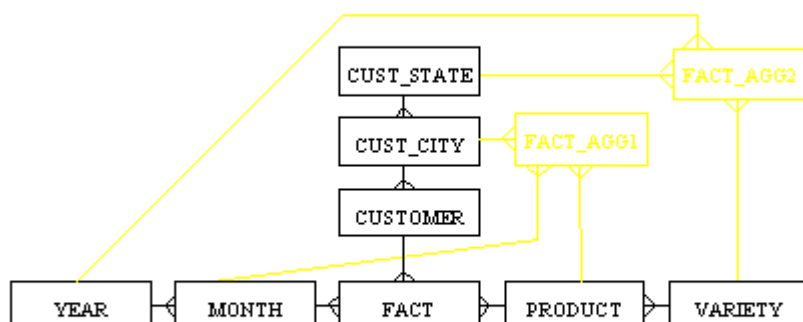 CUST_STATE
FACT_AGG2
CUST_CITY
FACT_AGG1
CUSTOMER
YEAR
MONTH
FACT
PRODUCT
VARIETY